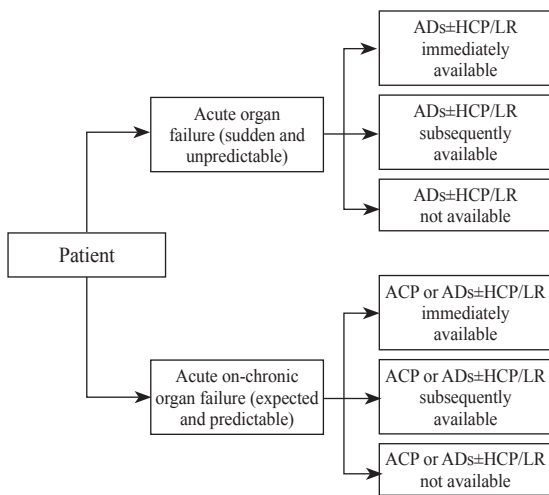 ADs±HCP/LR
immediately
available
Acute organ
failure (sudden and
unpredictable)
ADs±HCP/LR
subsequently
available
ADs±HCP/LR
not available
Patient
ACP or ADs±HCP/LR
immediately
available
Acute on-chronic
organ failure (expected
and predictable)
ACP or ADs±HCP/LR
subsequently
available
ACP or ADs±HCP/LR
not available